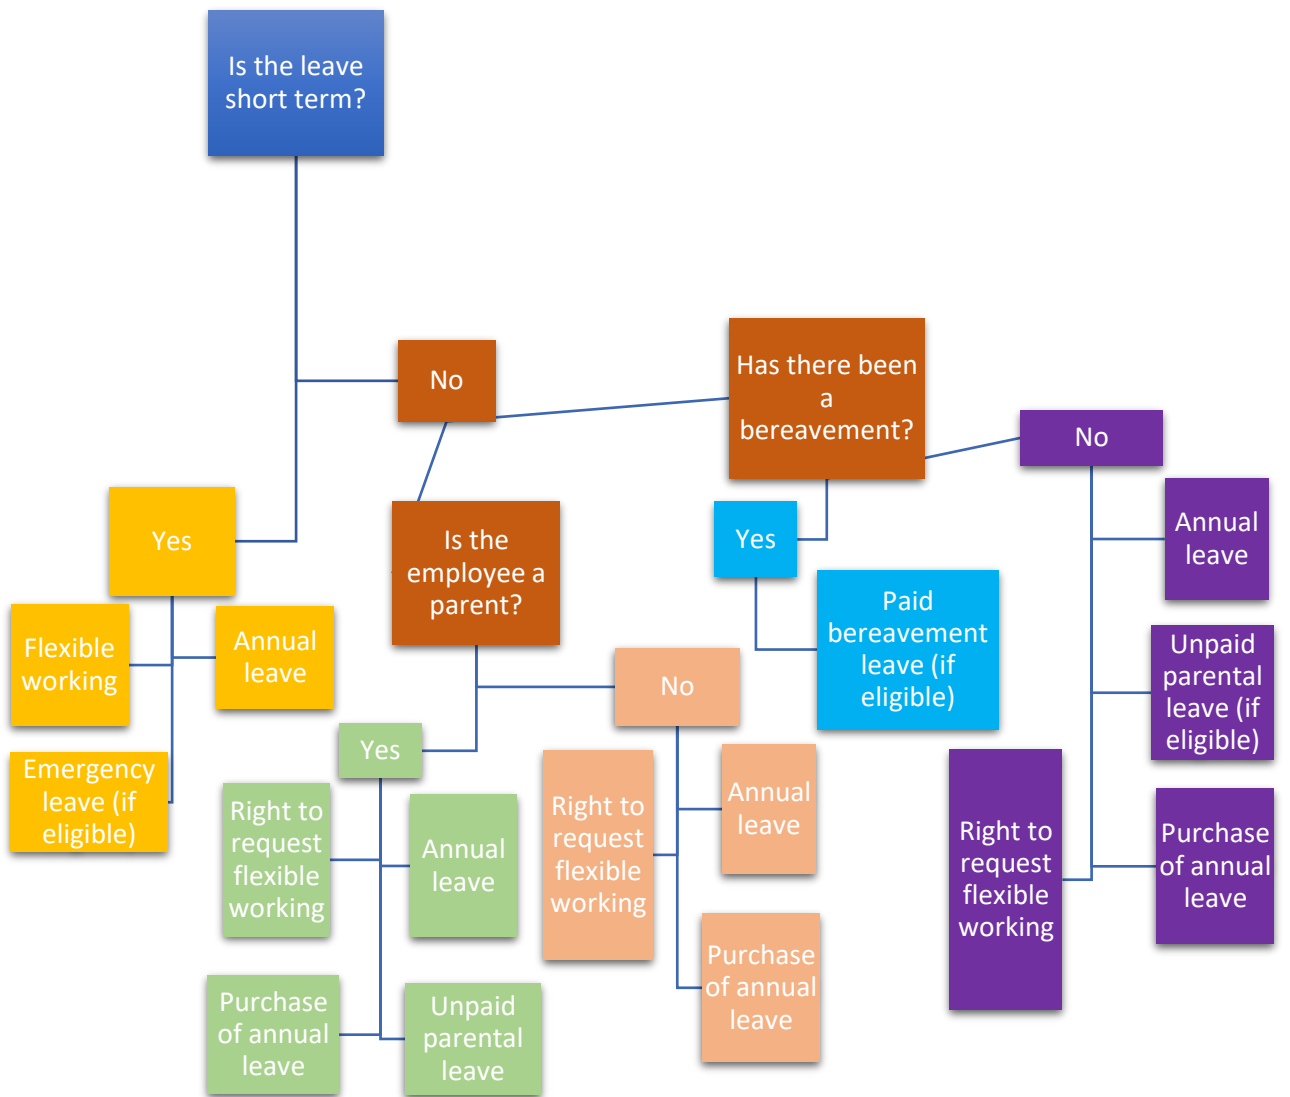 Is the leave
short term?
No
Has there been
a
bereavement?
No
Yes
Is the
employee a
parent?
Yes
Annual
leave
Flexible
working
Annual
leave
Paid
bereavement
leave (if
eligible)
Unpaid
parental
leave (if
eligible)
No
Yes
Emergency
leave (if
eligible)
Right to
request
flexible
working
Annual
leave
Right to
request
flexible
working
Annual
leave
Right to
request
flexible
working
Purchase
of annual
leave
Purchase
of annual
leave
Unpaid
parental
leave
Purchase
of annual
leave